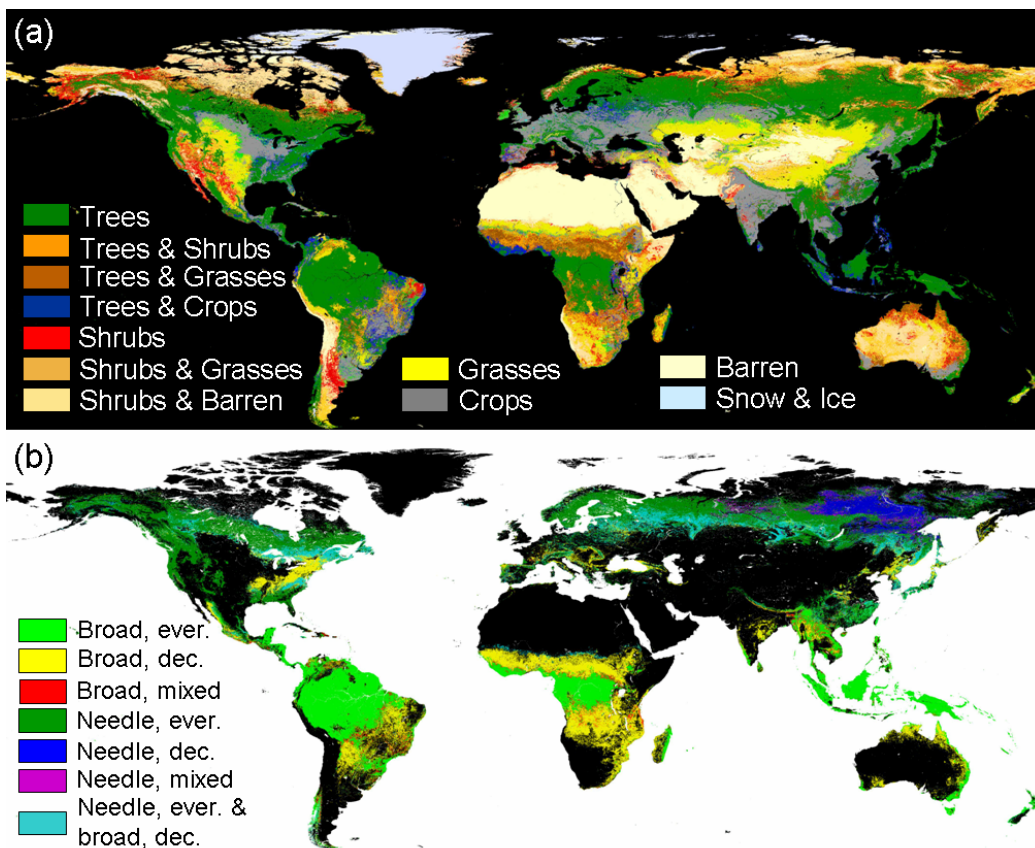 (a)
Trees
Trees & Shrubs
Trees & Grasses
Trees & Crops
Shrubs
Shrubs & Grasses
Shrubs & Barren
Grasses
Crops
Barren
Snow & Ice
(b)
Broad, ever.
Broad, dec.
Broad, mixed
Needle, ever.
Needle, dec.
Needle, mixed
Needle, ever. &
broad, dec.